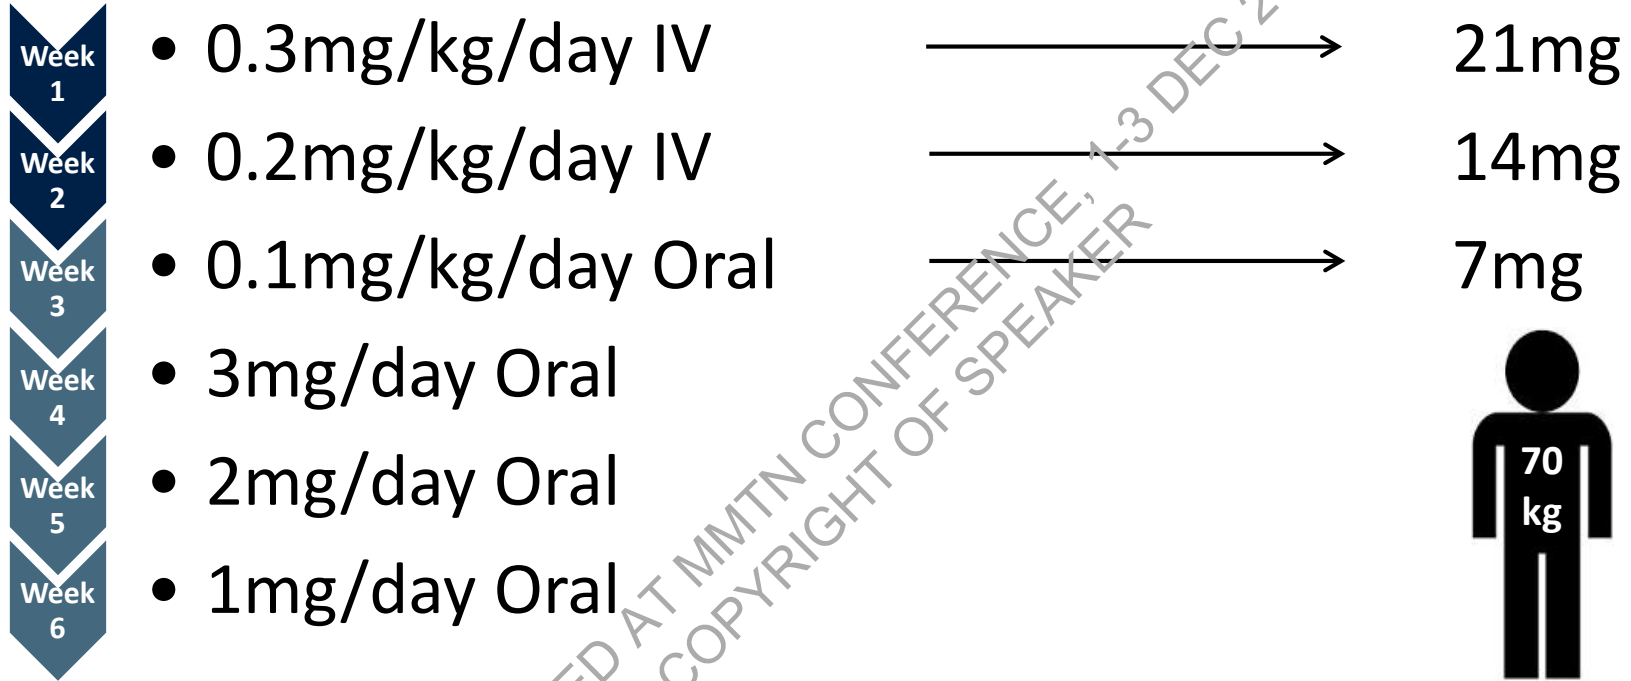 Week
1
• 0.3mg/kg/day IV
21mg
Week
2
• 0.2mg/kg/day IV
14mg
Week
3
• 0.1mg/kg/day Oral
7mg
Week
4
• 3mg/day Oral
Week
5
• 2mg/day Oral
Week
6
• 1mg/day Oral
70
kg
AT MMTN CONFERENCE, 1-3 DEC
COPYRIGHT OF SPEAKER